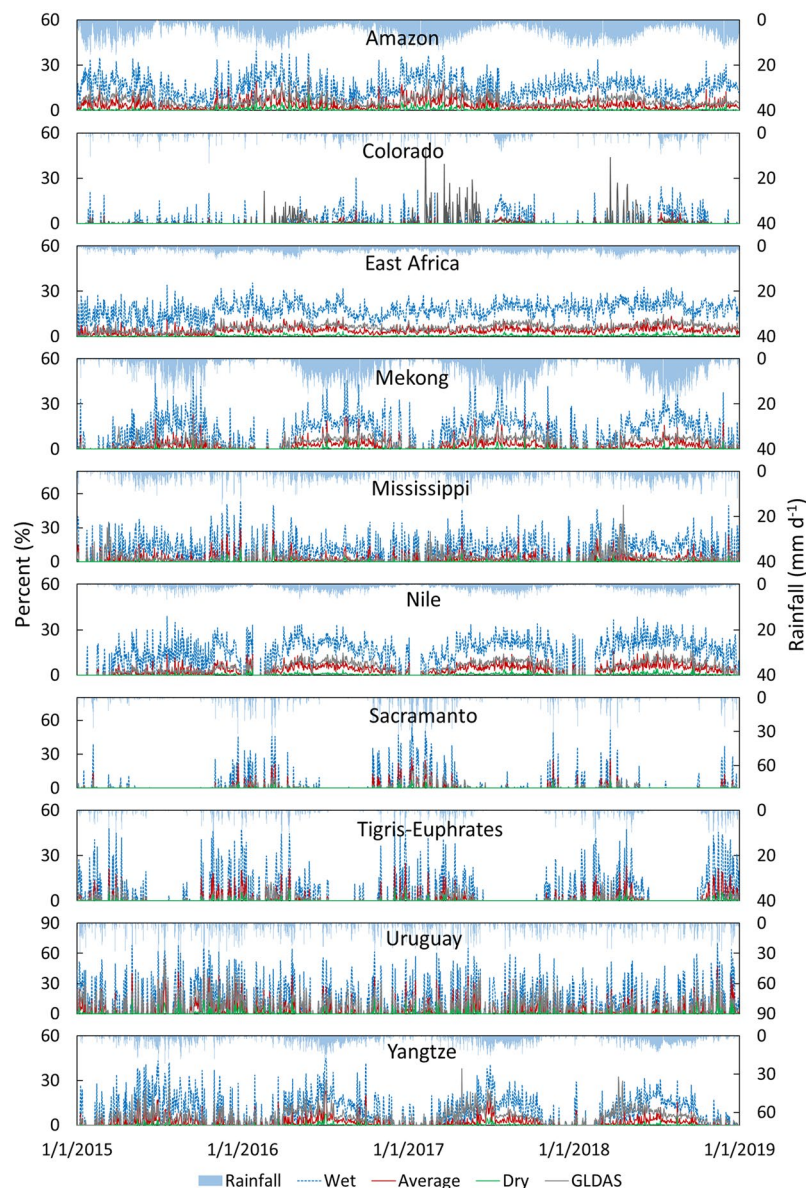 60 0
Amazon
30 20
0 40
60 0
Colorado
30 20
0 40
60 0
East Africa
30 20
0 40
60 0
Mekong
30 20
0 40
0
60
Mississippi
30 20
0 40
60 0
Nile
30 20
0 40
0
60
Sacramanto
30
30
60
0
60 0
Tigris-Euphrates
30 20
0 40
90 0
Uruguay
60 30
30 60
0 90
60 0
Yangtze
30
30
60
0
Percent (%)
Rainfall (mm d-1)
1/1/2015 1/1/2016 1/1/2017 1/1/2018 1/1/2019
Rainfall Wet Average Dry GLDAS